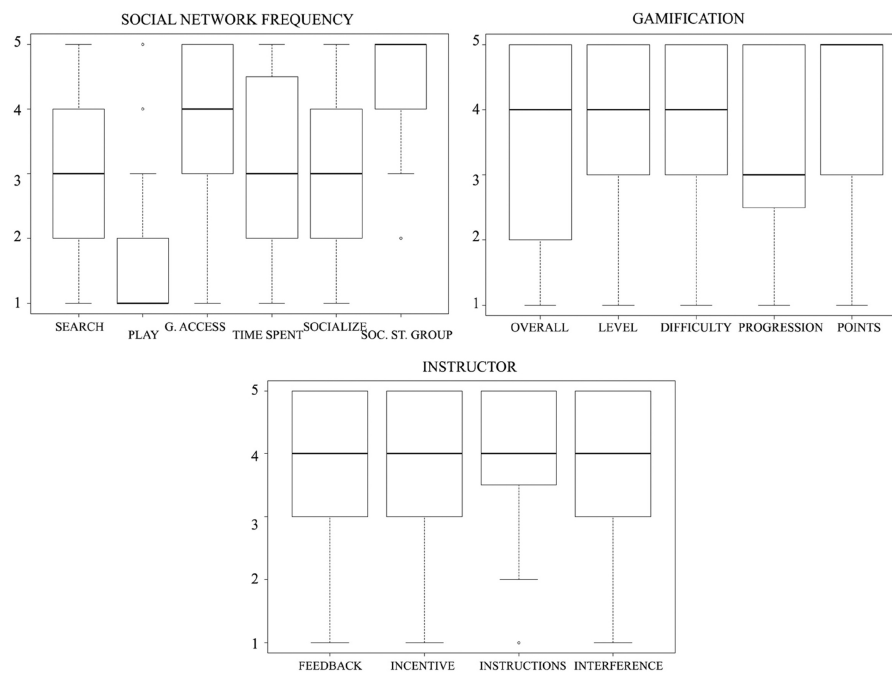 SOCIAL NETWORK FREQUENCY
5
4
3
2
1
SEARCH
PLAY
G. ACCESS
TIME SPENT
SOCIALIZE
SOC. ST. GROUP
GAMIFICATION
5
4
3
2
1
OVERALL
LEVEL
DIFFICULTY
PROGRESSION
POINTS
INSTRUCTOR
5
4
3
2
1
FEEDBACK
INCENTIVE
INSTRUCTIONS
INTERFERENCE